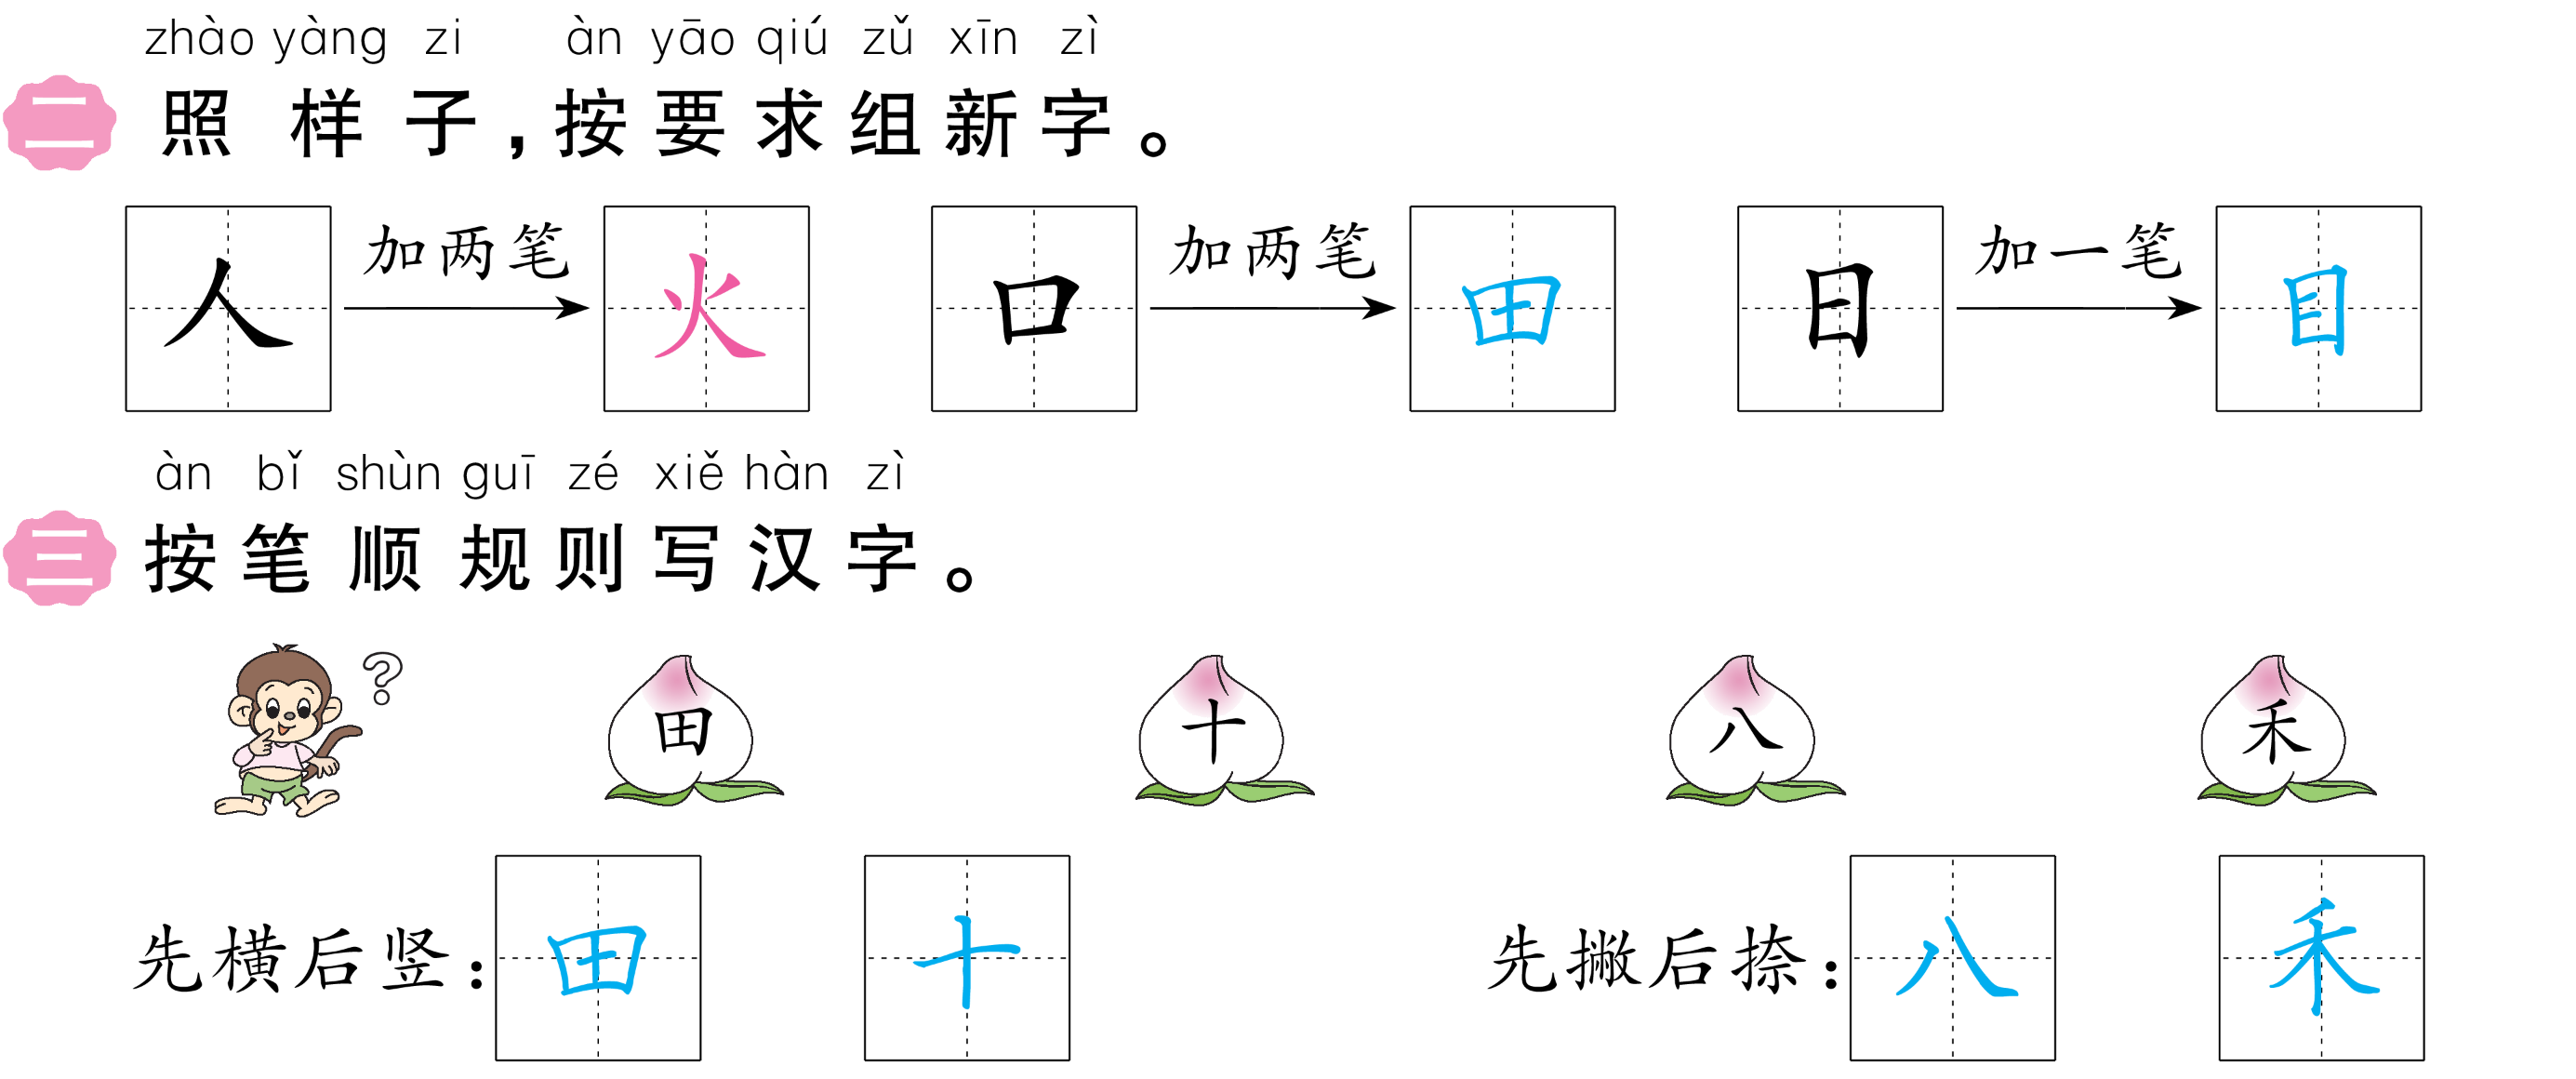 zhào yàng zi àn yāo qiú zǔ xīn zì
二 照样子,按要求组新字。
人 加两笔 火 口 加两笔 田 日 加一笔 目
àn bǐ shùn guī zé xiě hàn zì
三 按笔顺规则写汉字。
? 田 十 八 禾
先横后竖: 田 十 先撇后捺: 八 禾